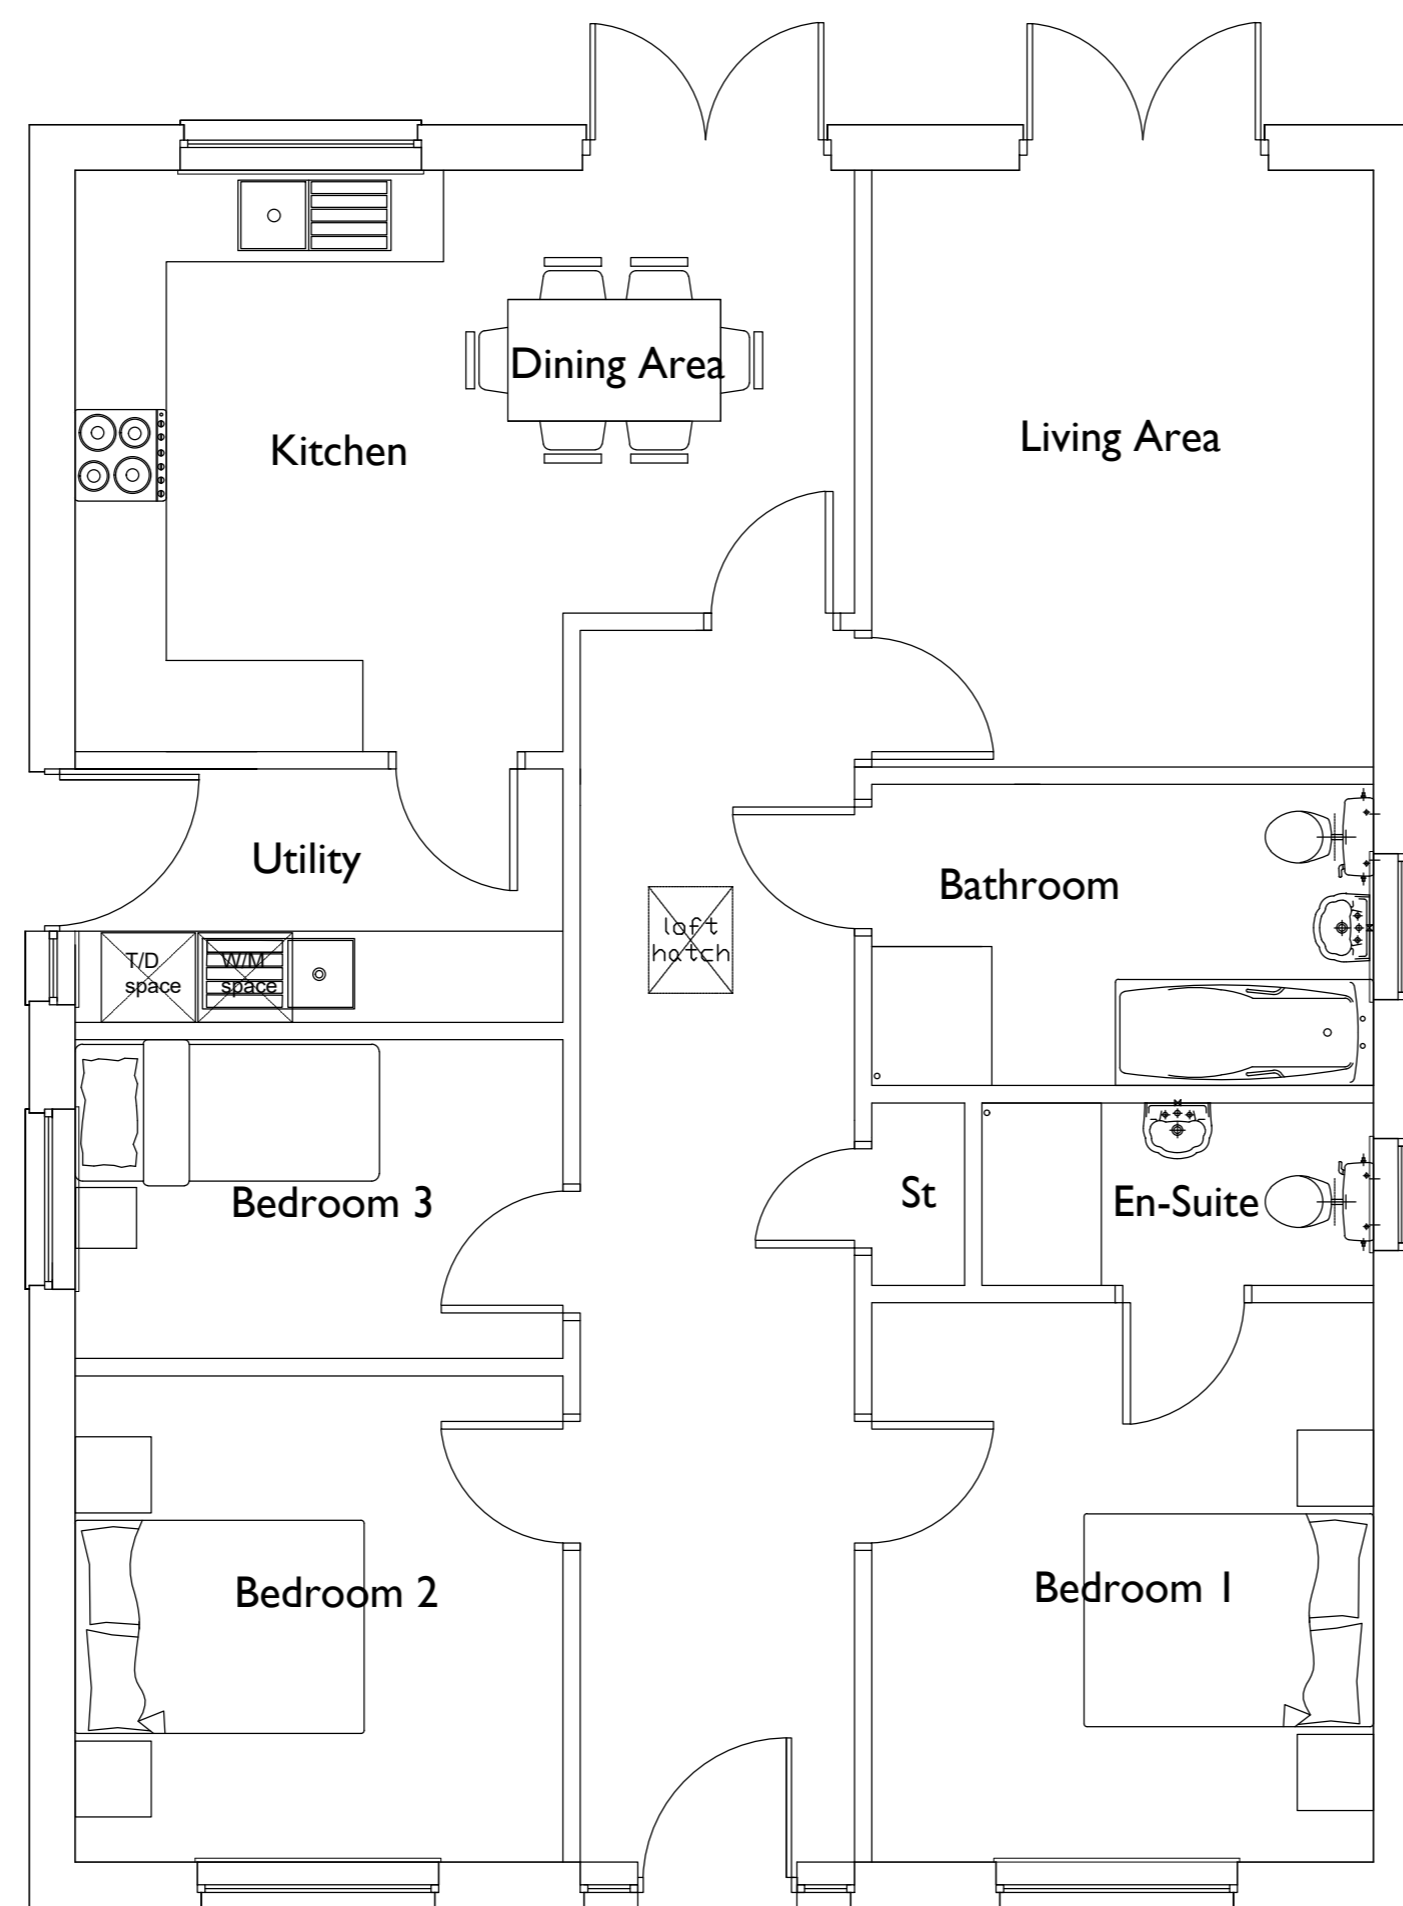 Dining Area
Kitchen
Living Area
Utility
Bathroom
loft
hatch
T/D
space
W/M
space
Bedroom 3
St
En-Suite
Bedroom 2
Bedroom 1